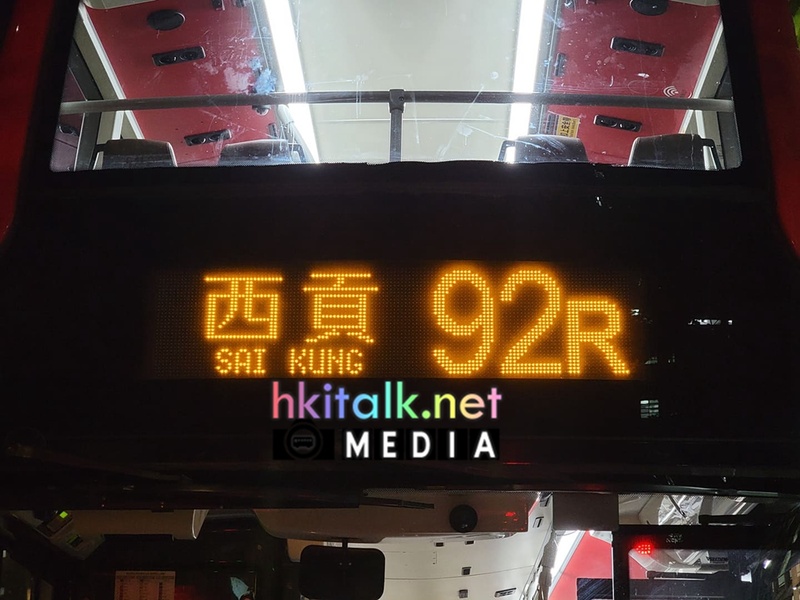 西貢 92R
SAI KUNG
hkitalk.net
MEDIA